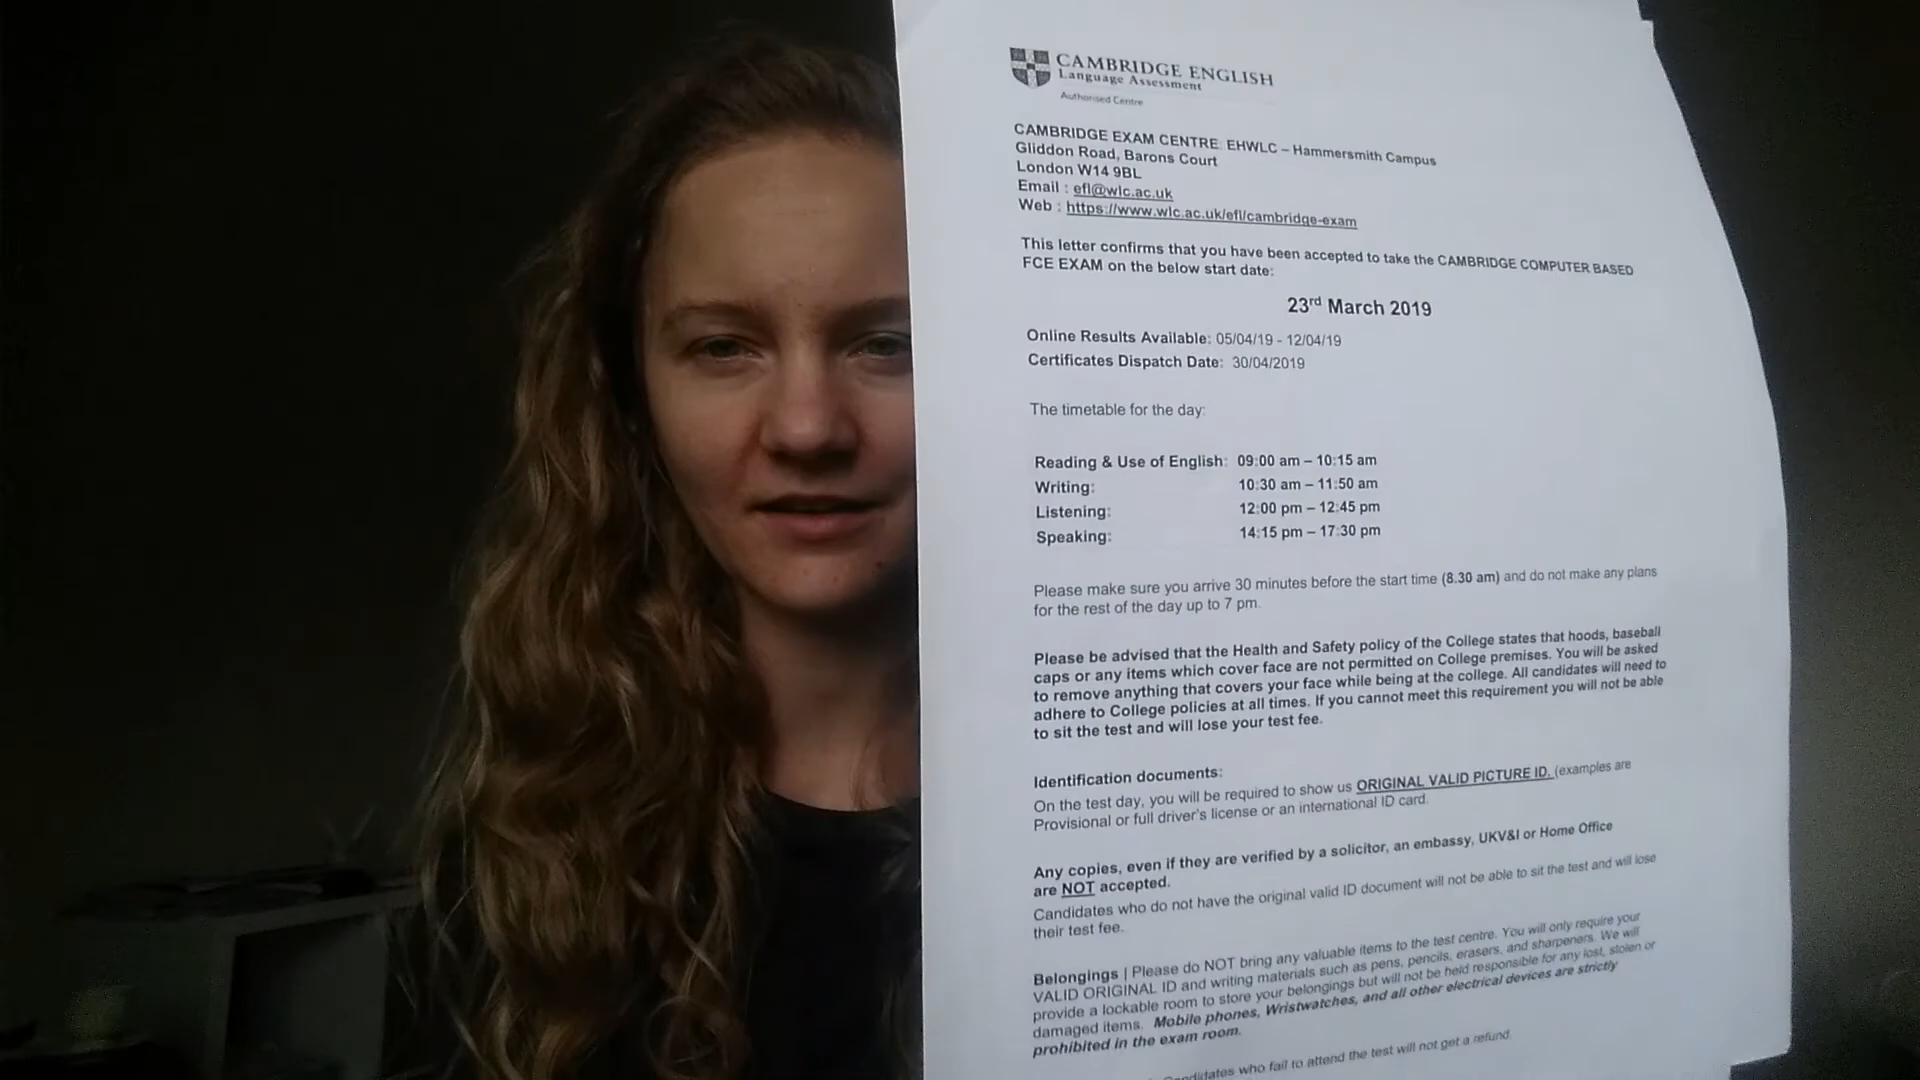 CAMBRIDGE ENGLISH
Language Assessment
Authorised Centre
CAMBRIDGE EXAM CENTRE: EHWLC – Hammersmith Campus
Gliddon Road, Barons Court
London W14 9BL
Email : efl@wlc.ac.uk
Web : https://www.wlc.ac.uk/efl/cambridge-exam
This letter confirms that you have been accepted to take the CAMBRIDGE COMPUTER BASED
FCE EXAM on the below start date:
23rd March 2019
Online Results Available: 05/04/19 - 12/04/19
Certificates Dispatch Date: 30/04/2019
The timetable for the day:
Reading & Use of English: 09:00 am – 10:15 am
Writing: 10:30 am – 11:50 am
Listening: 12:00 pm – 12:45 pm
Speaking: 14:15 pm – 17:30 pm
Please make sure you arrive 30 minutes before the start time (8.30 am) and do not make any plans
for the rest of the day up to 7 pm.
Please be advised that the Health and Safety policy of the College states that hoods, baseball
caps or any items which cover face are not permitted on College premises. You will be asked
to remove anything that covers your face while being at the college. All candidates will need to
adhere to College policies at all times. If you cannot meet this requirement you will not be able
to sit the test and will lose your test fee.
Identification documents:
On the test day, you will be required to show us ORIGINAL VALID PICTURE ID. (examples are
Provisional or full driver's license or an international ID card.
Any copies, even if they are verified by a solicitor, an embassy, UKV&I or Home Office
are NOT accepted.
Candidates who do not have the original valid ID document will not be able to sit the test and will lose
their test fee.
Belongings | Please do NOT bring any valuable items to the test centre. You will only require your
VALID ORIGINAL ID and writing materials such as pens, pencils, erasers, and sharpeners. We will
provide a lockable room to store your belongings but will not be held responsible for any lost, stolen or
damaged items. Mobile phones, Wristwatches, and all other electrical devices are strictly
prohibited in the exam room.
Candidates who fail to attend the test will not get a refund.